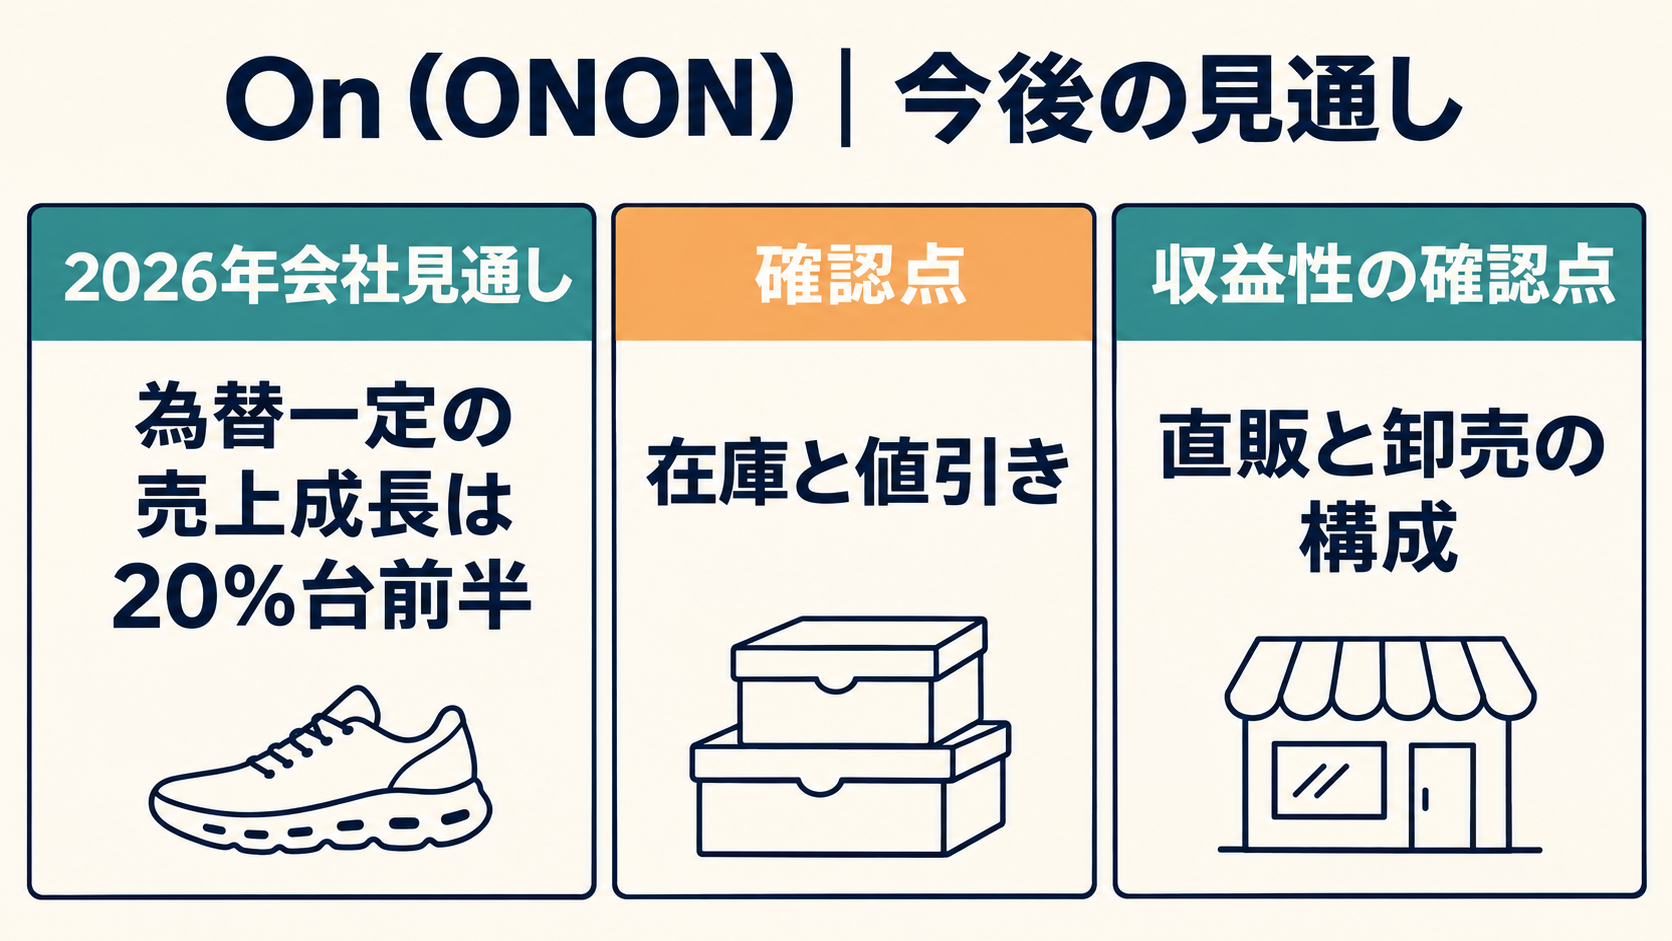 On (ONON)｜今後の見通し
2026年会社見通し
為替一定の
売上成長は
20%台前半
確認点
在庫と値引き
収益性の確認点
直販と卸売の
構成